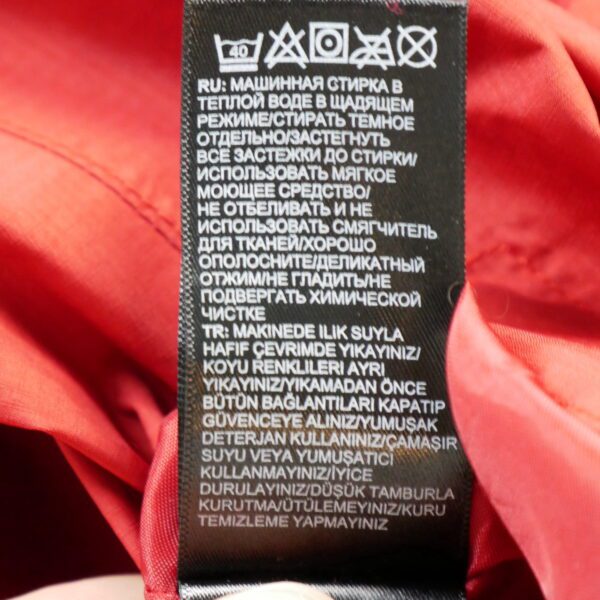 40
RU: МАШИННАЯ СТИРКА В
ТЕПЛОЙ ВОДЕ В ЩАДЯЩЕМ
РЕЖИМЕ/СТИРАТЬ ТЕМНОЕ
ОТДЕЛЬНО/ЗАСТЕГНУТЬ
ВСЕ ЗАСТЕЖКИ ДО СТИРКИ/
ИСПОЛЬЗОВАТЬ МЯГКОЕ
МОЮЩЕЕ СРЕДСТВО/
НЕ ОТБЕЛИВАТЬ И НЕ
ИСПОЛЬЗОВАТЬ СМЯГЧИТЕЛЬ
ДЛЯ ТКАНЕЙ/ХОРОШО
ОПОЛОСНИТЕ/ДЕЛИКАТНЫЙ
ОТЖИМ/НЕ ГЛАДИТЬ/НЕ
ПОДВЕРГАТЬ ХИМИЧЕСКОЙ
ЧИСТКЕ
TR: MAKINEDE ILIK SUYLA
HAFIF ÇEVRIMDE YIKAYINIZ/
KOYU RENKLILERI AYRI
YIKAYINIZ/YIKAMADAN ÖNCE
BÜTÜN BAĞLANTILARI KAPATIP
GÜVENCEYE ALINIZ/YUMUŞAK
DETERJAN KULLANINIZ/ÇAMAŞIR
SUYU VEYA YUMUŞATICI
KULLANMAYINIZ/IYICE
DURULAYINIZ/DÜŞÜK TAMBURLA
KURUTMA/ÜTÜLEMEYINIZ/KURU
TEMIZLEME YAPMAYINIZ